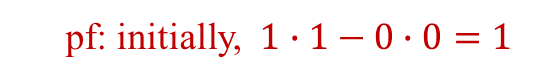 pf: initially, 1 · 1 − 0 · 0 = 1